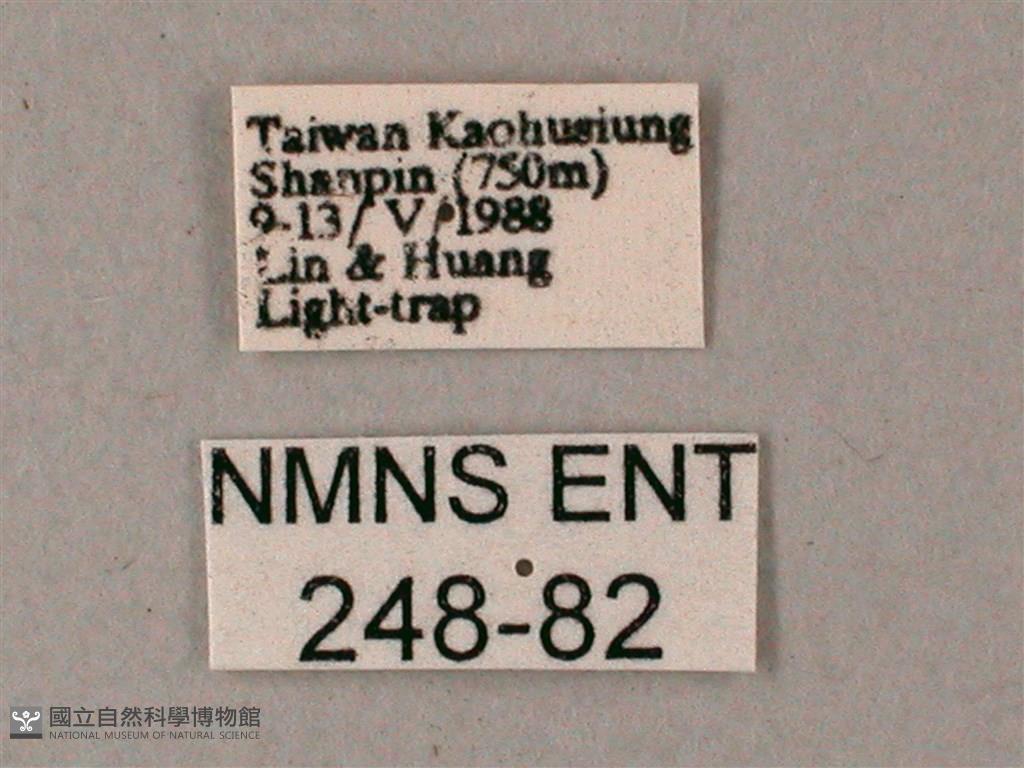 Taiwan Kaohusiung
Shanpin (750m)
9-13/V/1988
Lin & Huang
Light-trap
NMNS ENT
248-82
國立自然科學博物館
NATIONAL MUSEUM OF NATURAL SCIENCE